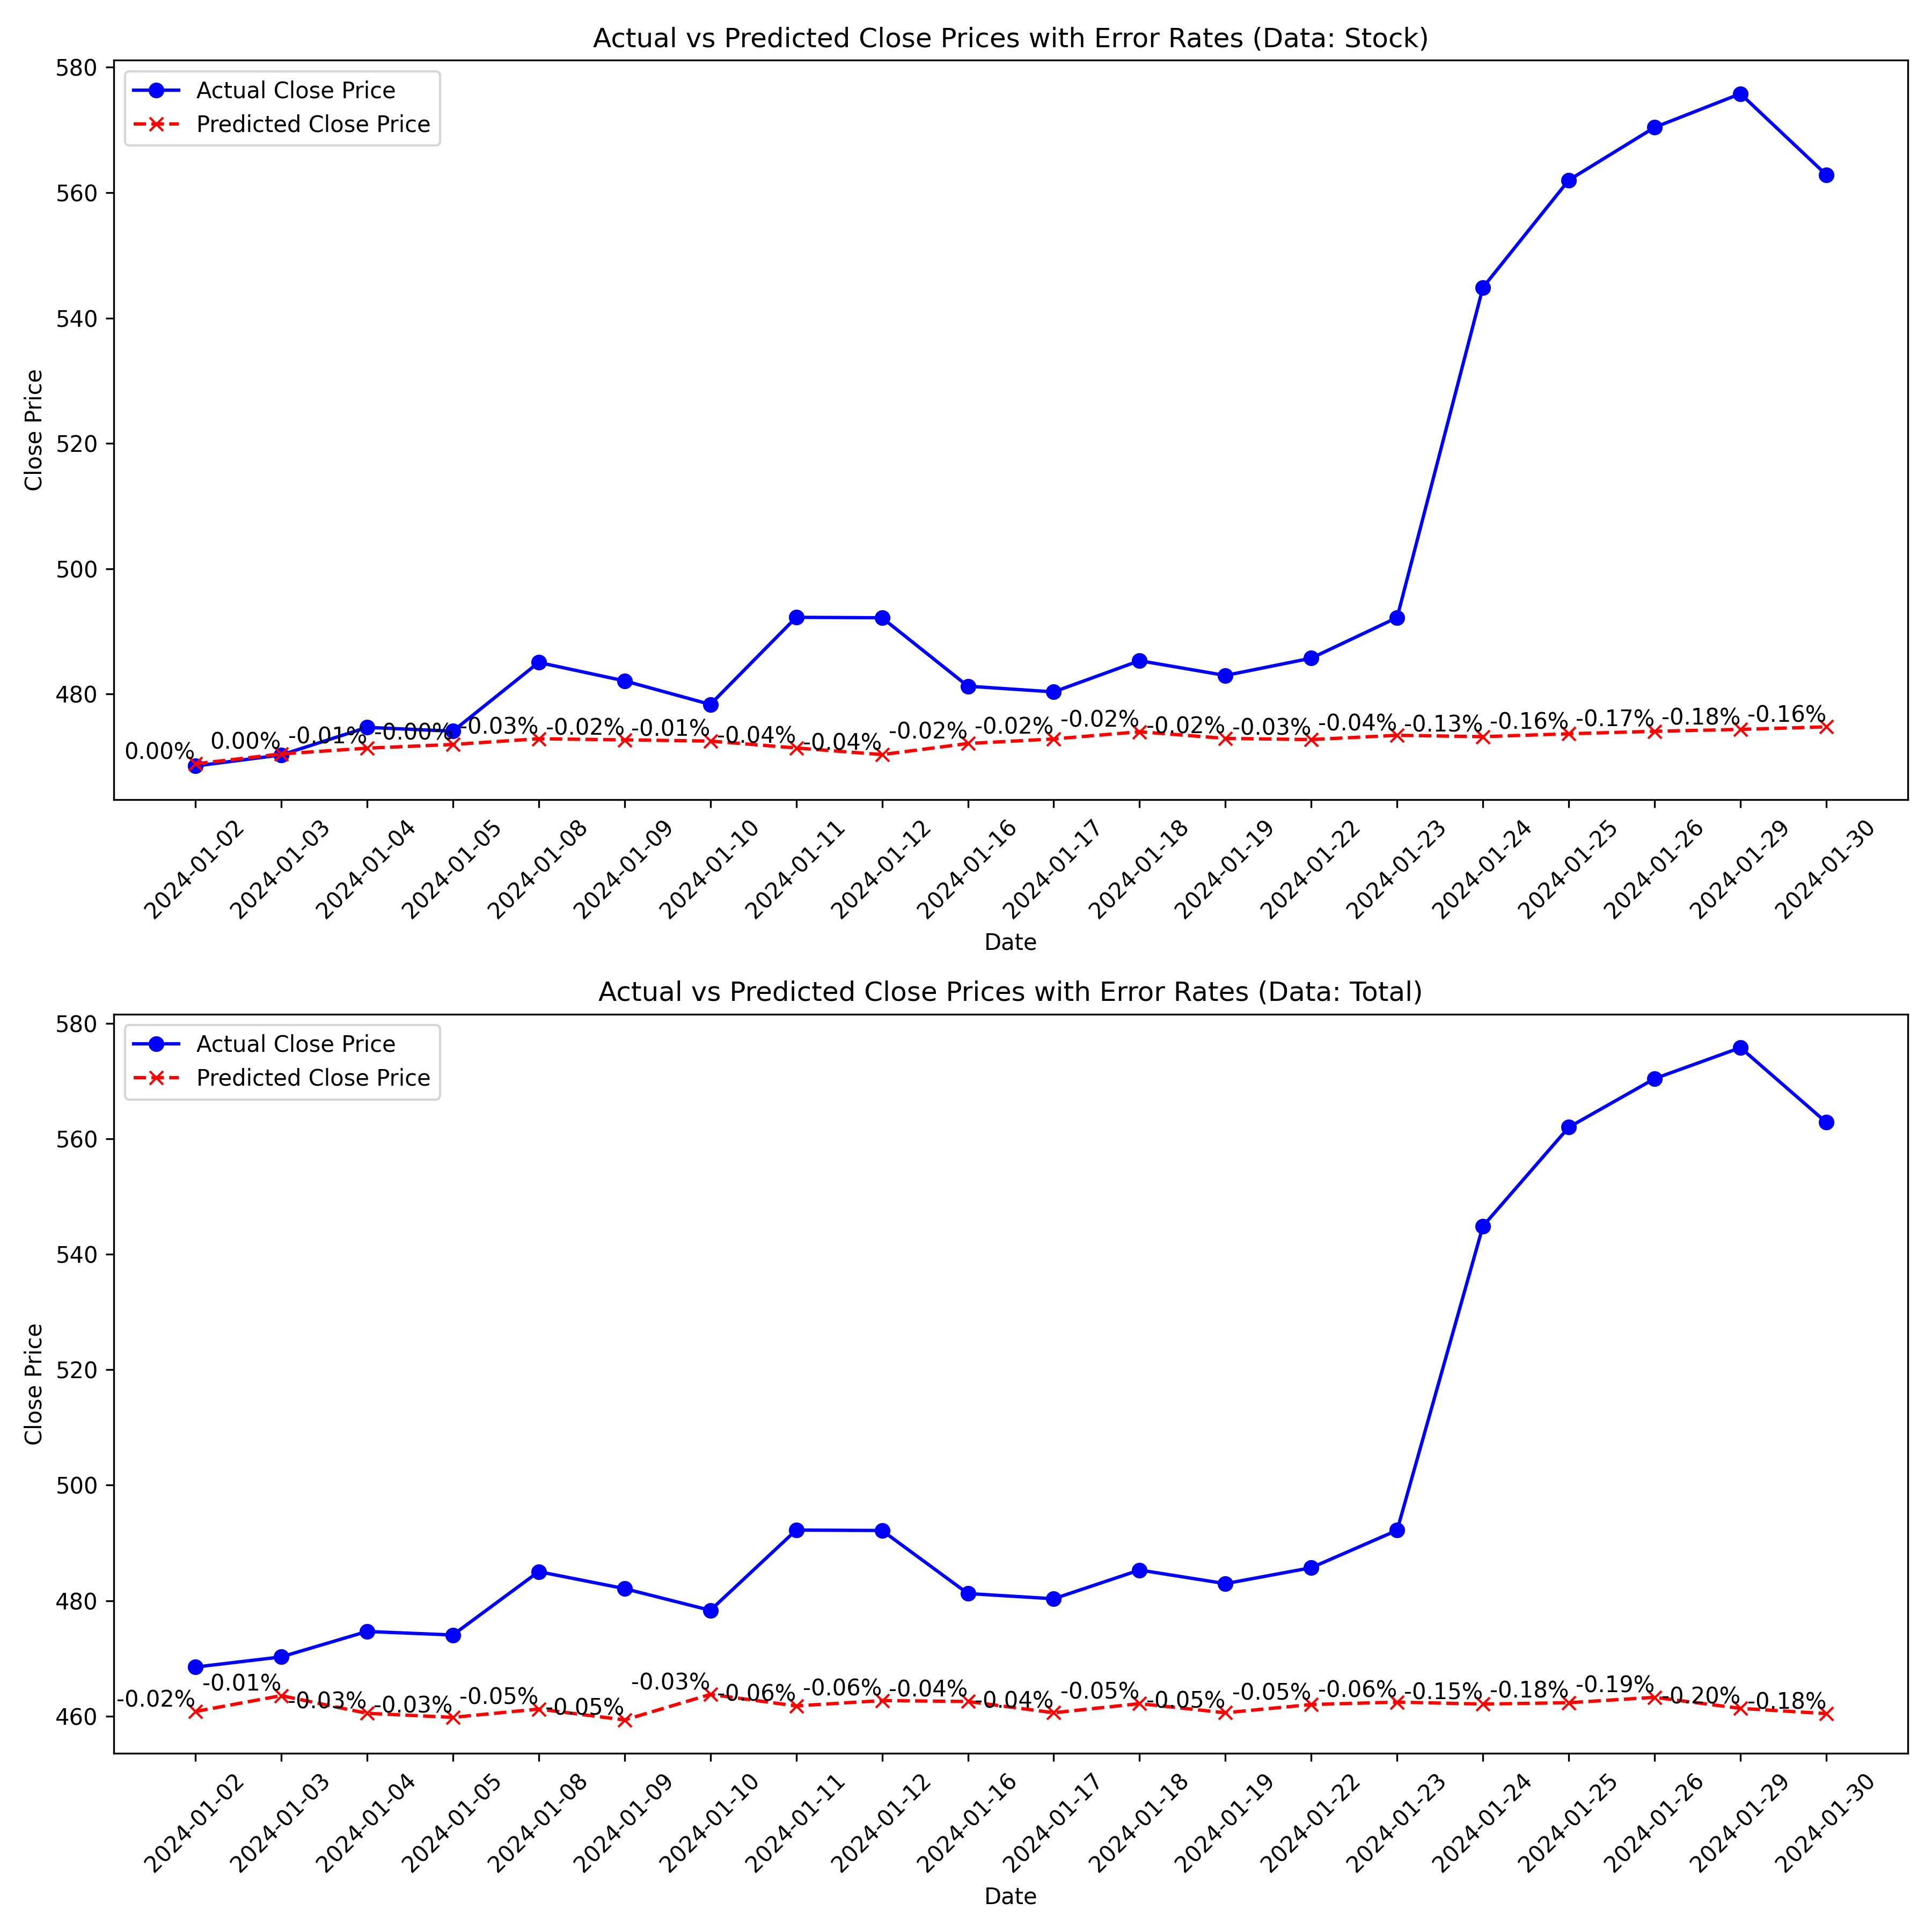 Actual vs Predicted Close Prices with Error Rates (Data: Stock)
580
560
540
520
500
480
Close Price
Actual Close Price
Predicted Close Price
0.00% 0.00% -0.01% -0.00% -0.03% -0.02% -0.01% -0.04% -0.04% -0.02% -0.02% -0.02% -0.02% -0.03% -0.04% -0.13% -0.16% -0.17% -0.18% -0.16%
2024-01-02 2024-01-03 2024-01-04 2024-01-05 2024-01-08 2024-01-09 2024-01-10 2024-01-11 2024-01-12 2024-01-16 2024-01-17 2024-01-18 2024-01-19 2024-01-22 2024-01-23 2024-01-24 2024-01-25 2024-01-26 2024-01-29 2024-01-30
Date
Actual vs Predicted Close Prices with Error Rates (Data: Total)
580
560
540
520
500
480
460
Close Price
Actual Close Price
Predicted Close Price
-0.02% -0.01% -0.03% -0.03% -0.05% -0.05% -0.03% -0.06% -0.06% -0.04% -0.04% -0.05% -0.05% -0.05% -0.06% -0.15% -0.18% -0.19% -0.20% -0.18%
2024-01-02 2024-01-03 2024-01-04 2024-01-05 2024-01-08 2024-01-09 2024-01-10 2024-01-11 2024-01-12 2024-01-16 2024-01-17 2024-01-18 2024-01-19 2024-01-22 2024-01-23 2024-01-24 2024-01-25 2024-01-26 2024-01-29 2024-01-30
Date